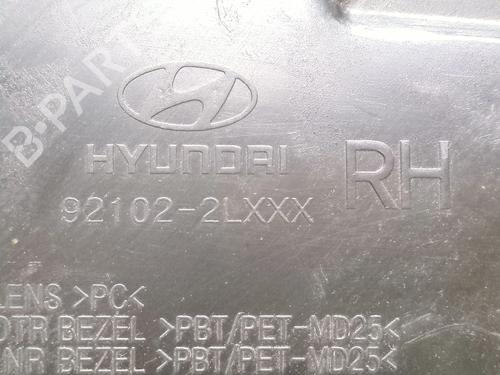 B-PARTS
HYUNDAI
RH
92102-2LXXX
LENS >PC<
OTR BEZEL >PBT/PET-MD25<
INR BEZEL >PBT/PET-MD25<